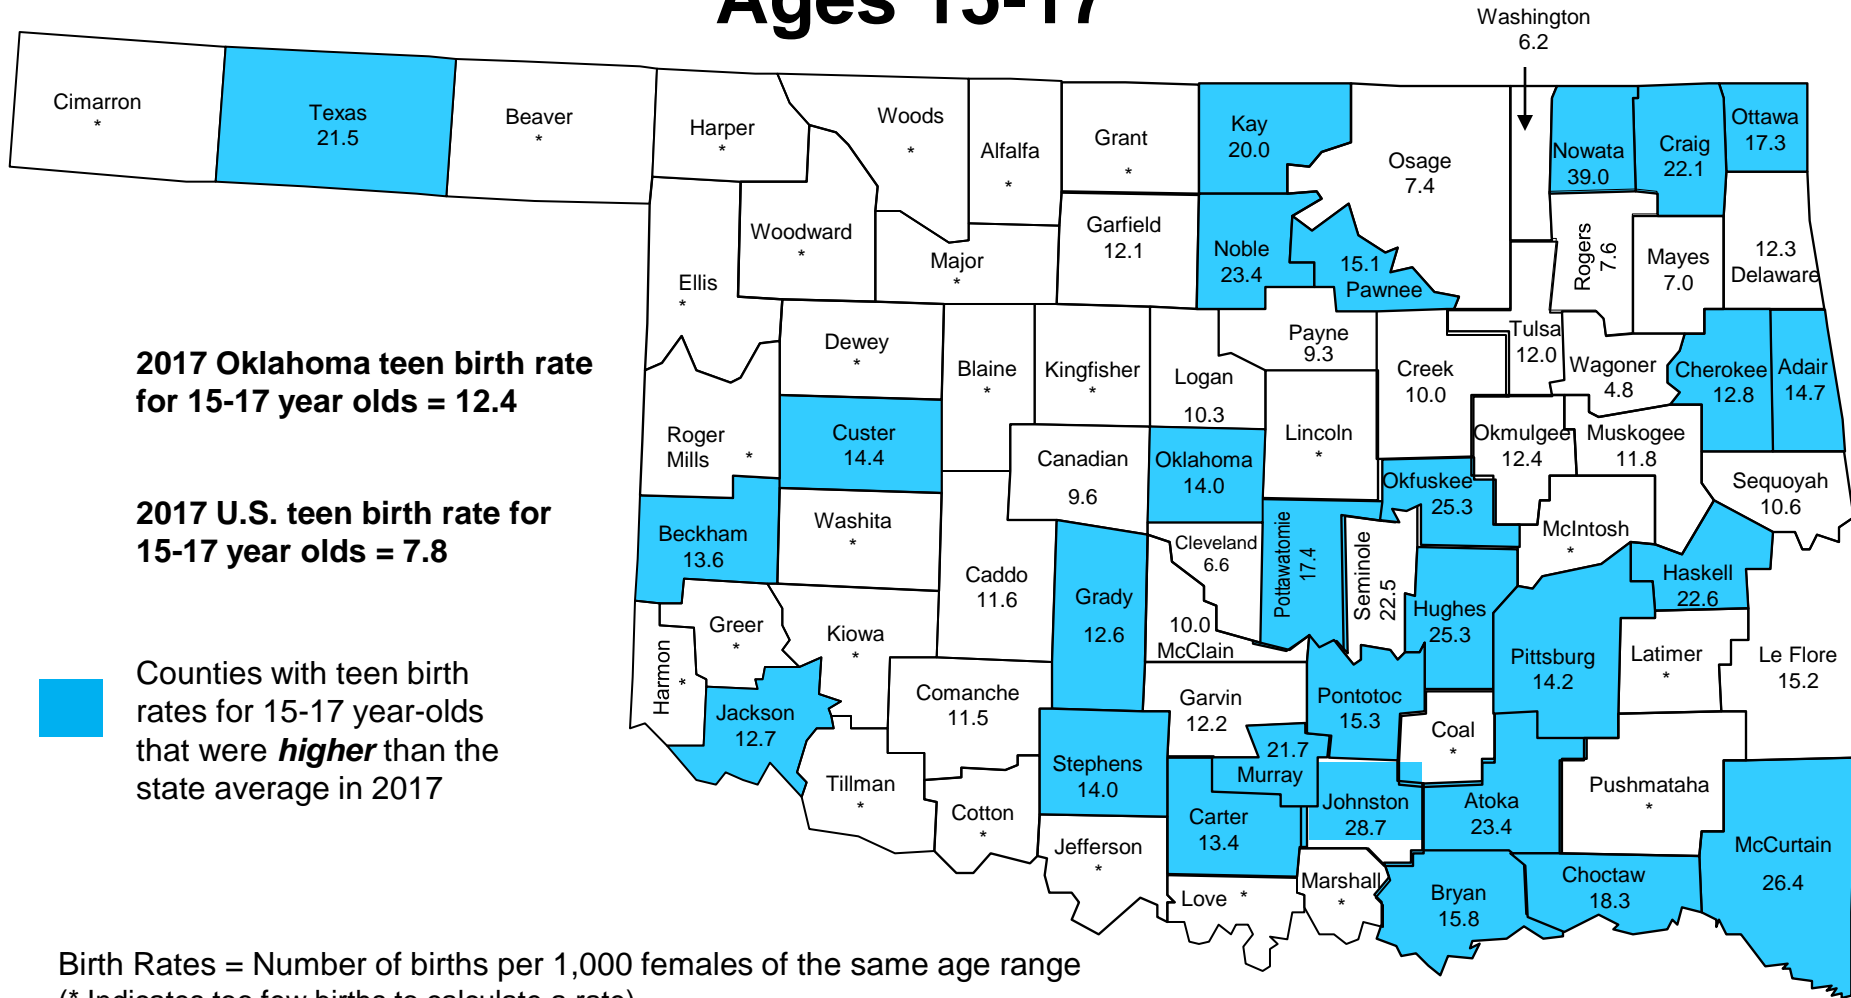 Ages 15-17
Washington
6.2
Cimarron
*
Texas
21.5
Beaver
*
Harper
*
Woods
*
Alfalfa
*
Grant
*
Kay
20.0
Osage
7.4
Nowata
39.0
Craig
22.1
Ottawa
17.3
Woodward
*
Ellis
*
Major
*
Garfield
12.1
Noble
23.4
15.1
Pawnee
Rogers
7.6
Mayes
7.0
12.3
Delaware
2017 Oklahoma teen birth rate
for 15-17 year olds = 12.4
Dewey
*
Blaine
*
Kingfisher
*
Logan
10.3
Payne
9.3
Creek
10.0
Tulsa
12.0
Wagoner
4.8
Cherokee
12.8
Adair
14.7
Roger
Mills *
Custer
14.4
Canadian
9.6
Oklahoma
14.0
Lincoln
*
Okmulgee
12.4
Muskogee
11.8
Okfuskee
25.3
Sequoyah
10.6
2017 U.S. teen birth rate for
15-17 year olds = 7.8
Beckham
13.6
Washita
*
Caddo
11.6
Grady
12.6
Cleveland
6.6
10.0
McClain
Pottawatomie
17.4
Seminole
22.5
Hughes
25.3
McIntosh
*
Haskell
22.6
Pittsburg
14.2
Latimer
*
Le Flore
15.2
Counties with teen birth
rates for 15-17 year-olds
that were higher than the
state average in 2017
Harmon
*
Greer
*
Kiowa
*
Jackson
12.7
Comanche
11.5
Tillman
*
Cotton
*
Stephens
14.0
Garvin
12.2
21.7
Murray
Pontotoc
15.3
Coal
*
Jefferson
*
Carter
13.4
Johnston
28.7
Atoka
23.4
Pushmataha
*
Love *
Marshall
*
Bryan
15.8
Choctaw
18.3
McCurtain
26.4
Birth Rates = Number of births per 1,000 females of the same age range
(* Indicates too few births to calculate a rate)